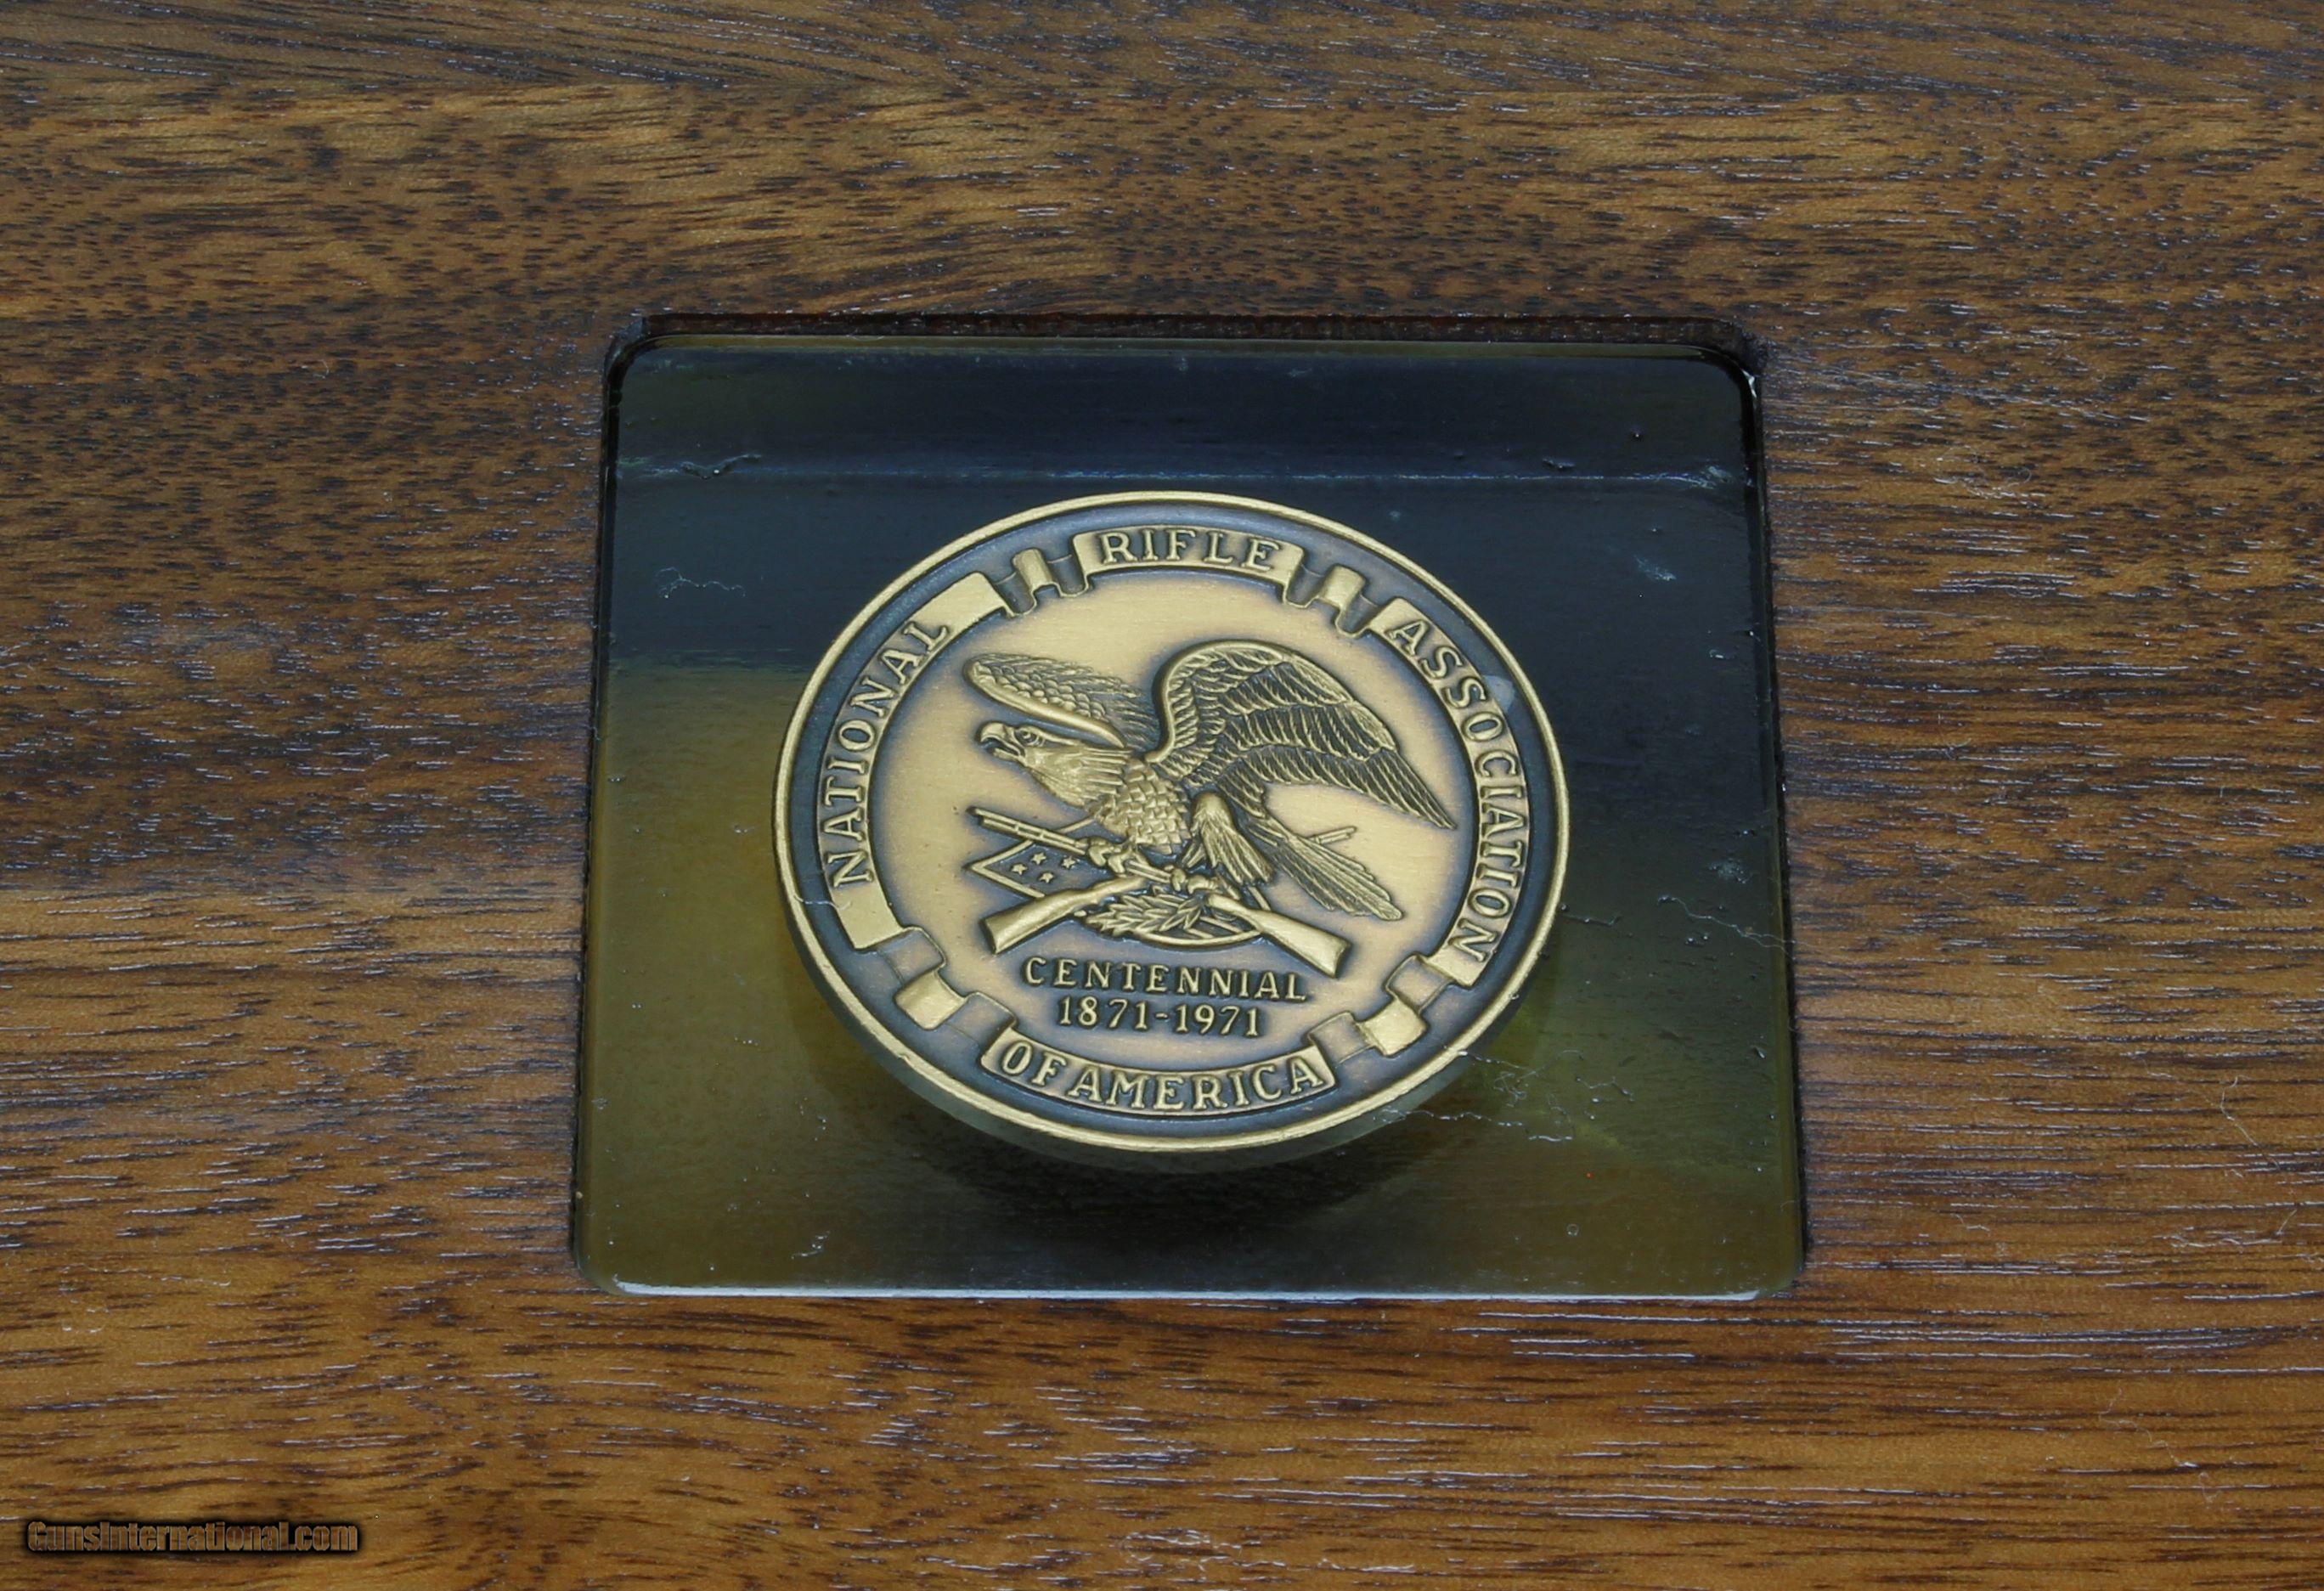 NATIONAL
RIFLE
ASSOCIATION
CENTENNIAL
1871-1971
OF AMERICA
GunsInternational.com